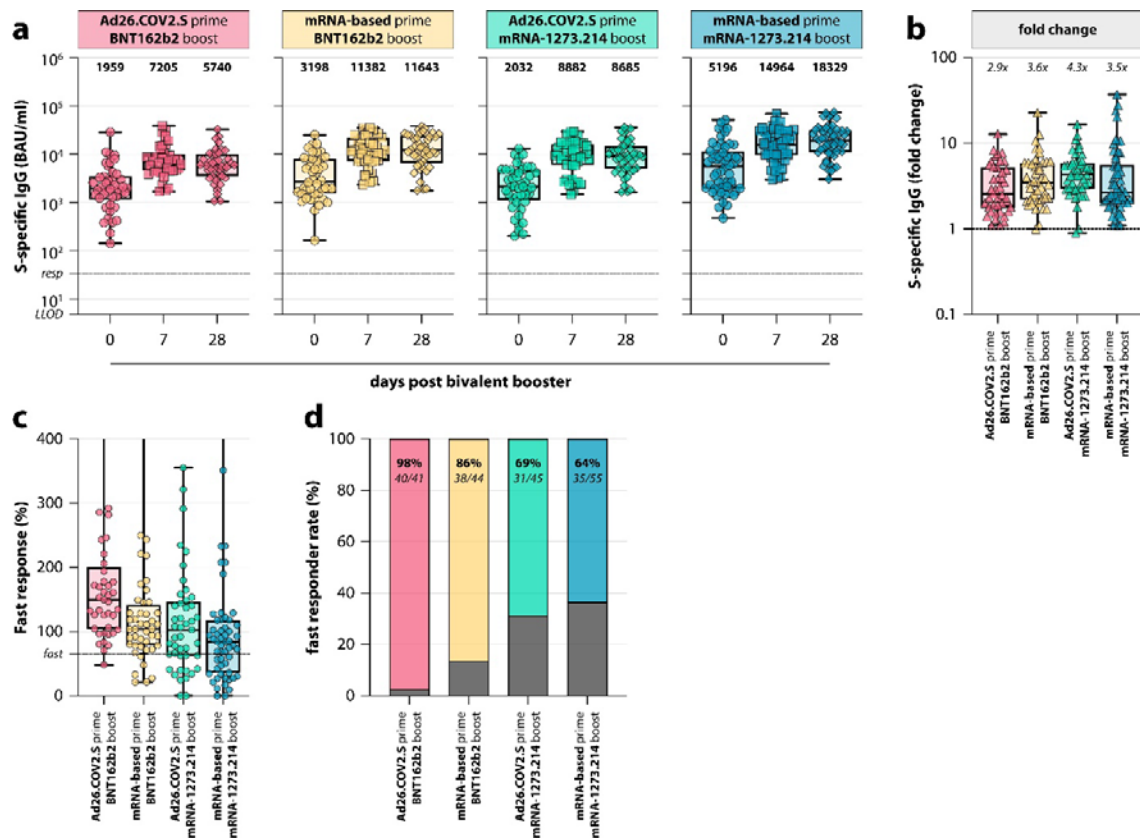 a
Ad26.COV2.S prime
BNT162b2 boost
mRNA-based prime
BNT162b2 boost
Ad26.COV2.S prime
mRNA-1273.214 boost
mRNA-based prime
mRNA-1273.214 boost
S-specific IgG (BAU/ml)
10⁶
10⁵
10⁴
10³
10²
resp
10¹
LLOD
1959 7205 5740
3198 11382 11643
2032 8882 8685
5196 14964 18329
0 7 28
0 7 28
0 7 28
0 7 28
days post bivalent booster
b
fold change
S-specific IgG (fold change)
100
10
1
0.1
2.9x 3.6x 4.3x 3.5x
Ad26.COV2.S prime
BNT162b2 boost
mRNA-based prime
BNT162b2 boost
Ad26.COV2.S prime
mRNA-1273.214 boost
mRNA-based prime
mRNA-1273.214 boost
c
Fast response (%)
400
300
200
100
fast
0
Ad26.COV2.S prime
BNT162b2 boost
mRNA-based prime
BNT162b2 boost
Ad26.COV2.S prime
mRNA-1273.214 boost
mRNA-based prime
mRNA-1273.214 boost
d
fast responder rate (%)
100
80
60
40
20
0
98% 86% 69% 64%
40/41 38/44 31/45 35/55
Ad26.COV2.S prime
BNT162b2 boost
mRNA-based prime
BNT162b2 boost
Ad26.COV2.S prime
mRNA-1273.214 boost
mRNA-based prime
mRNA-1273.214 boost